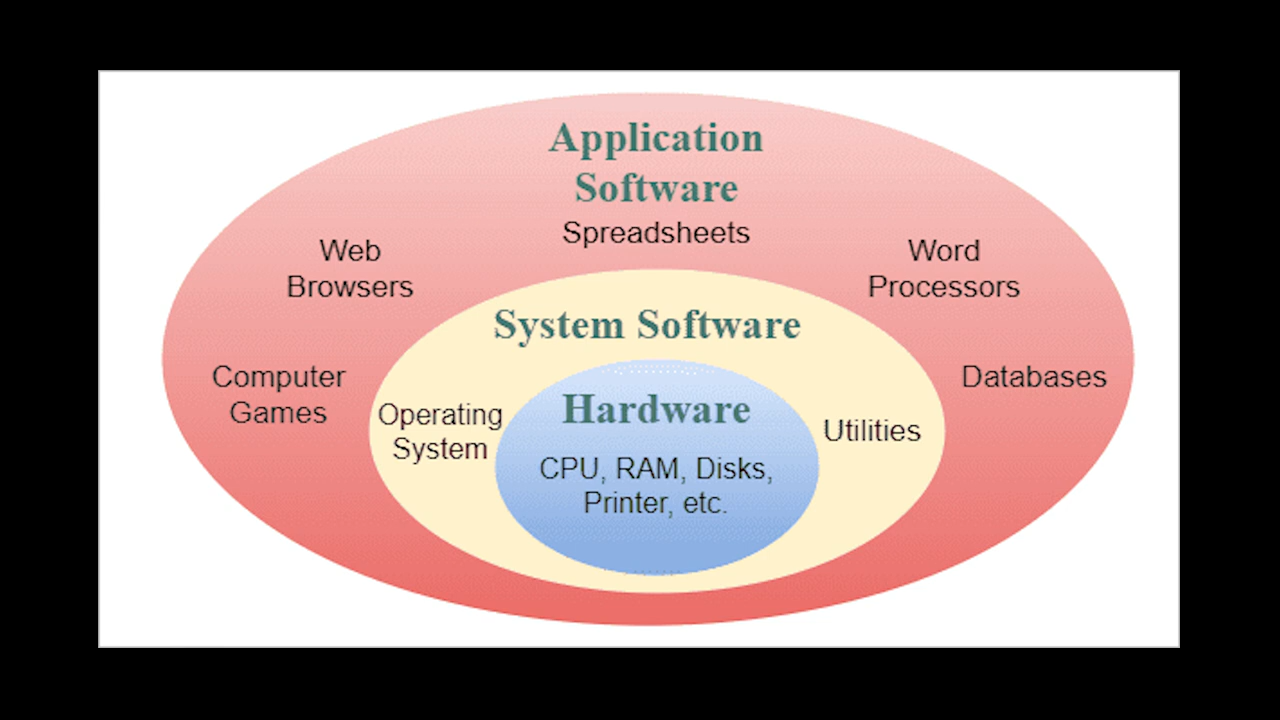 Application
Software
Spreadsheets
Web
Browsers
Word
Processors
System Software
Computer
Games
Databases
Operating
System
Hardware
Utilities
CPU, RAM, Disks,
Printer, etc.